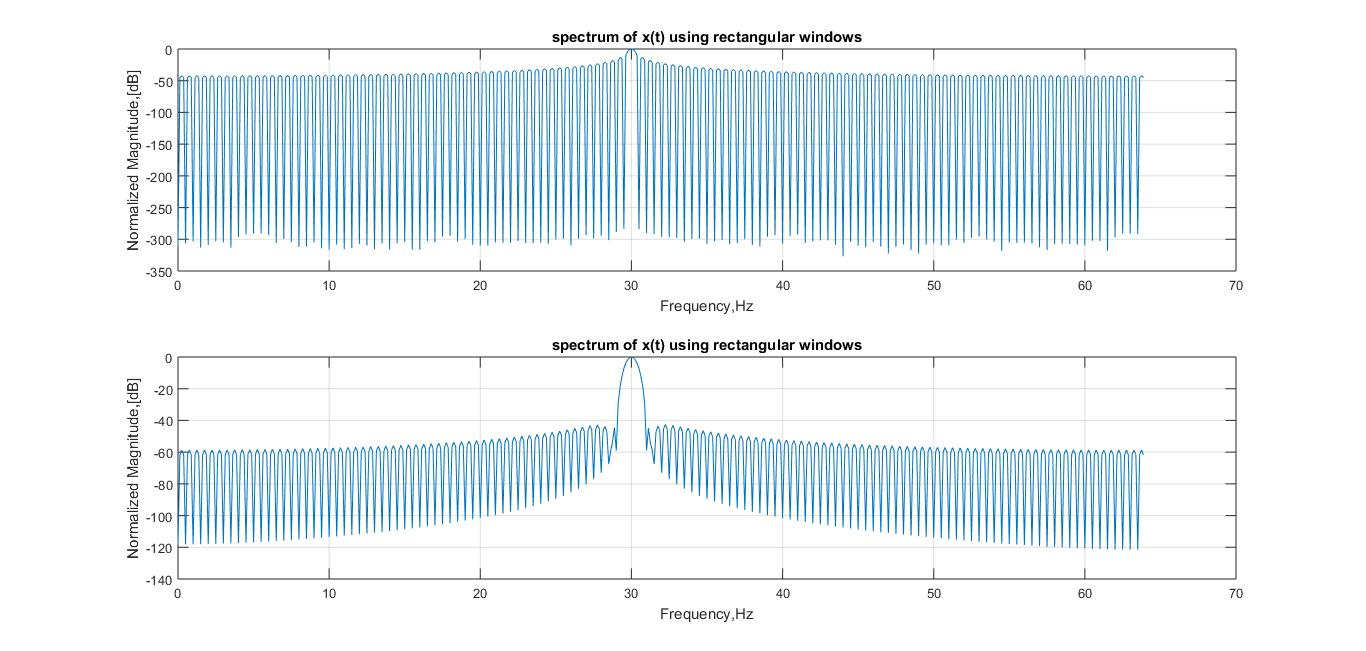 spectrum of x(t) using rectangular windows
Normalized Magnitude,[dB]
0
-50
-100
-150
-200
-250
-300
-350
0 10 20 30 40 50 60 70
Frequency,Hz
spectrum of x(t) using rectangular windows
Normalized Magnitude,[dB]
0
-20
-40
-60
-80
-100
-120
-140
0 10 20 30 40 50 60 70
Frequency,Hz